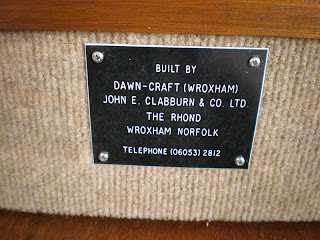 BUILT BY
DAWN-CRAFT (WROXHAM)
JOHN E. CLABBURN & CO. LTD.
THE RHOND
WROXHAM NORFOLK
TELEPHONE (06053) 2812